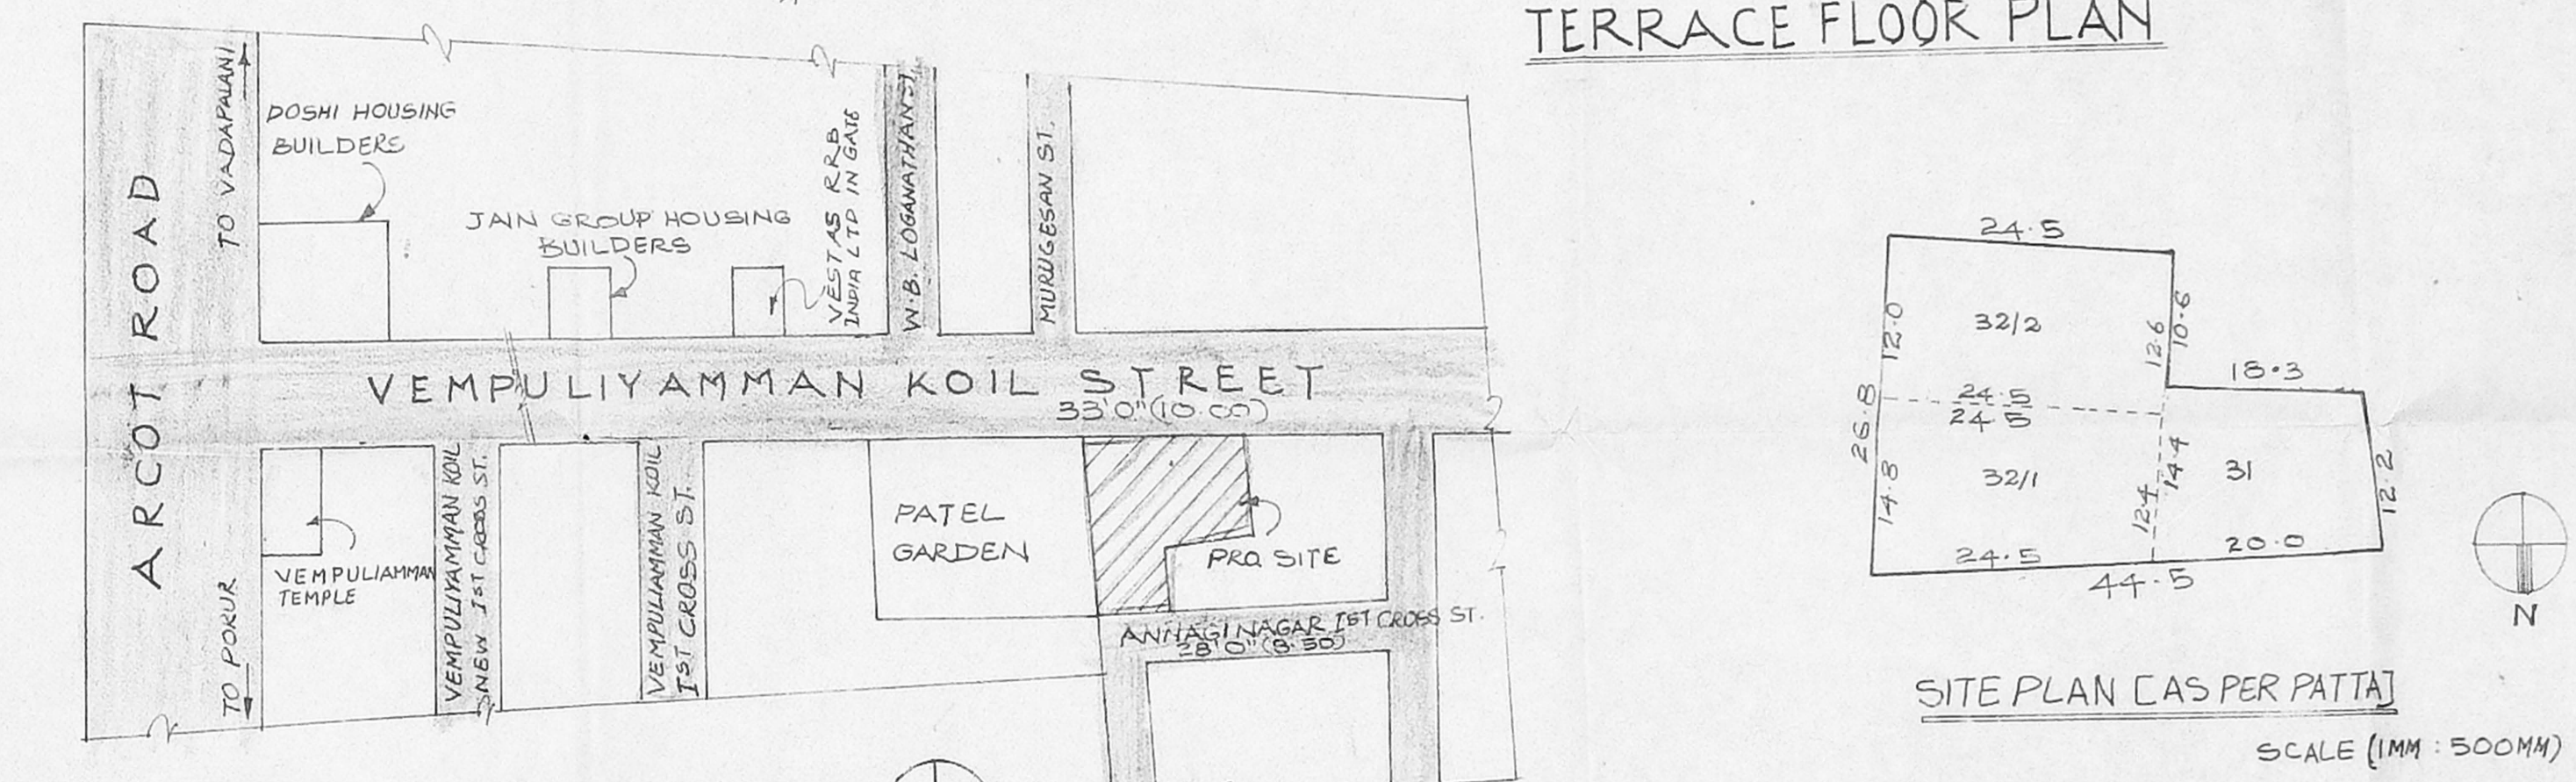 TERRACE FLOOR PLAN
ARCOT ROAD
TO VADAPALANI
DOSHI HOUSING
BUILDERS
JAIN GROUP HOUSING
BUILDERS
VESTAS RRB
INDIA LTD IN GATE
W.B. LOGANATHAN ST.
MURUGESAN ST.
VEMPULIYAMMAN KOIL STREET
33'0"(10.00)
TO PORUR
VEMPULIAMMAN
TEMPLE
VEMPULIYAMMAN KOIL
NEW IST CROSS ST.
VEMPULIAMMAN KOIL
IST CROSS ST.
PATEL
GARDEN
PRO. SITE
ANNAGI NAGAR IST CROSS ST.
28'0"(8.50)
24.5
12.0
32/2
12.6
10.6
18.3
24.5
24.5
26.8
14.8
32/1
12.4
14.4
31
12.2
24.5
20.0
44.5
N
SITE PLAN [AS PER PATTA]
SCALE (1MM : 500MM)